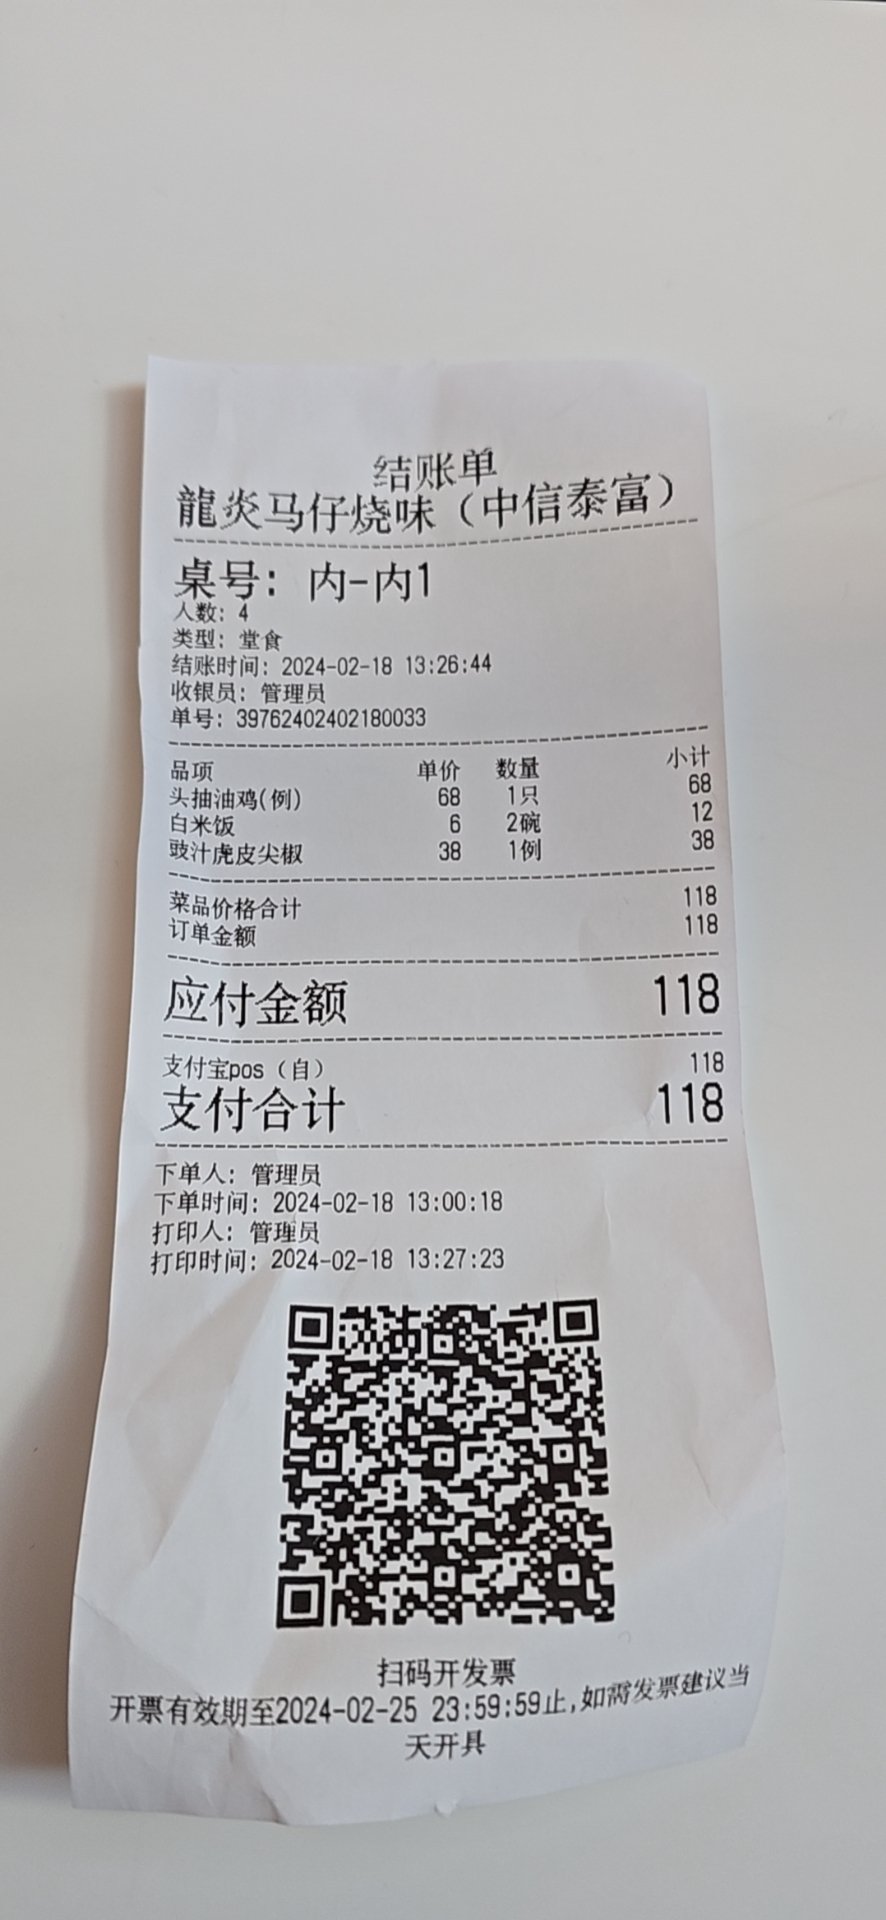 结账单
龍炎马仔烧味（中信泰富）
桌号：内-内1
人数：4
类型：堂食
结账时间：2024-02-18 13:26:44
收银员：管理员
单号：39762402402180033
品项 单价 数量 小计
头抽油鸡(例) 68 1只 68
白米饭 6 2碗 12
豉汁虎皮尖椒 38 1例 38
菜品价格合计 118
订单金额 118
应付金额 118
支付宝pos（自） 118
支付合计 118
下单人：管理员
下单时间：2024-02-18 13:00:18
打印人：管理员
打印时间：2024-02-18 13:27:23
扫码开发票
开票有效期至2024-02-25 23:59:59止,如需发票建议当
天开具